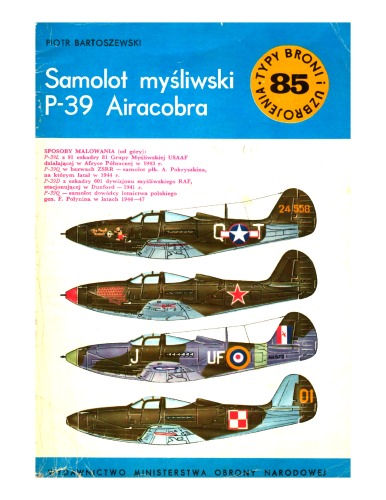 PIOTR BARTOSZEWSKI
Samolot myśliwski
P-39 Airacobra
TYPY BRONI i UZBROJENIA
85
SPOSOBY MALOWANIA (od góry):
P-39L z 91 eskadry 81 Grupy Myśliwskiej USAAF
działającej w Afryce Północnej w 1943 r.
P-39Q w barwach ZSRR — samolot płk. A. Pokryszkina,
na którym latał w 1944 r.
P-39D z eskadry 601 dywizjonu myśliwskiego RAF,
stacjonującej w Duxford — 1941 r.
P-39Q — samolot dowódcy lotnictwa polskiego
gen. F. Połynina w latach 1944—47
24558
G T
J UF
01
WYDAWNICTWO MINISTERSTWA OBRONY NARODOWEJ